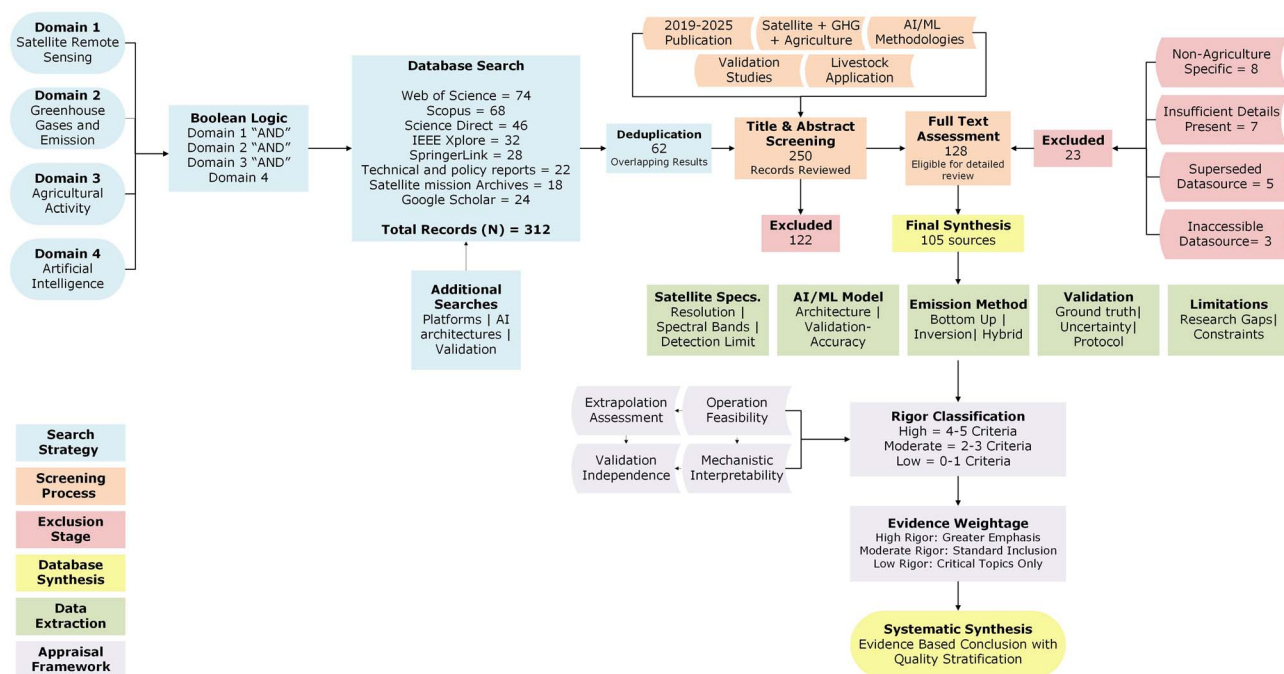 Domain 1
Satellite Remote
Sensing
Domain 2
Greenhouse
Gases and
Emission
Domain 3
Agricultural
Activity
Domain 4
Artificial
Intelligence
Boolean Logic
Domain 1 “AND”
Domain 2 “AND”
Domain 3 “AND”
Domain 4
Database Search
Web of Science = 74
Scopus = 68
Science Direct = 46
IEEE Xplore = 32
SpringerLink = 28
Technical and policy reports = 22
Satellite mission Archives = 18
Google Scholar = 24
Total Records (N) = 312
Additional
Searches
Platforms | AI
architectures |
Validation
Deduplication
62
Overlapping Results
2019-2025
Publication
Satellite + GHG
+ Agriculture
AI/ML
Methodologies
Validation
Studies
Livestock
Application
Title & Abstract
Screening
250
Records Reviewed
Excluded
122
Full Text
Assessment
128
Eligible for detailed
review
Excluded
23
Non-Agriculture
Specific = 8
Insufficient Details
Present = 7
Superseded
Datasource = 5
Inaccessible
Datasource= 3
Final Synthesis
105 sources
Satellite Specs.
Resolution |
Spectral Bands |
Detection Limit
AI/ML Model
Architecture |
Validation-
Accuracy
Emission Method
Bottom Up |
Inversion| Hybrid
Validation
Ground truth|
Uncertainty|
Protocol
Limitations
Research Gaps|
Constraints
Extrapolation
Assessment
Operation
Feasibility
Validation
Independence
Mechanistic
Interpretability
Rigor Classification
High = 4-5 Criteria
Moderate = 2-3 Criteria
Low = 0-1 Criteria
Evidence Weightage
High Rigor: Greater Emphasis
Moderate Rigor: Standard Inclusion
Low Rigor: Critical Topics Only
Systematic Synthesis
Evidence Based Conclusion with
Quality Stratification
Search
Strategy
Screening
Process
Exclusion
Stage
Database
Synthesis
Data
Extraction
Appraisal
Framework